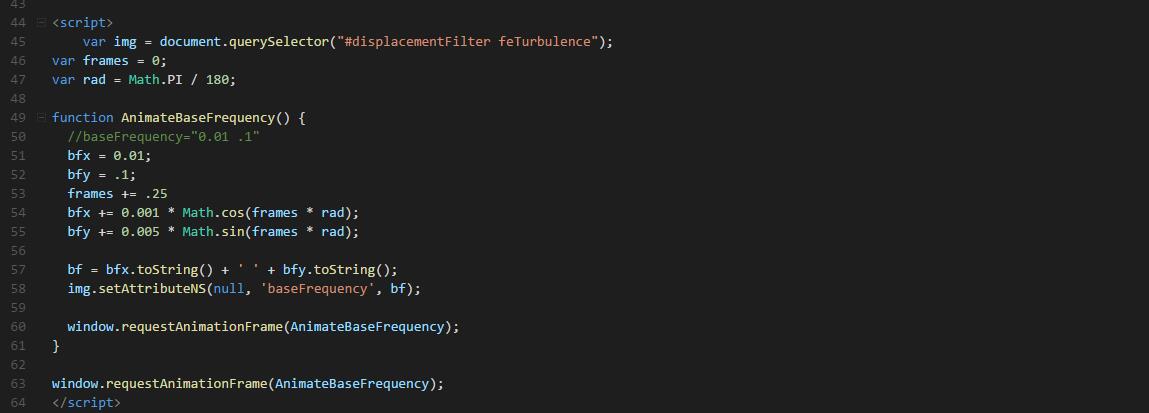 43
44 <script>
45     var img = document.querySelector("#displacementFilter feTurbulence");
46 var frames = 0;
47 var rad = Math.PI / 180;
48
49 function AnimateBaseFrequency() {
50   //baseFrequency="0.01 .1"
51   bfx = 0.01;
52   bfy = .1;
53   frames += .25
54   bfx += 0.001 * Math.cos(frames * rad);
55   bfy += 0.005 * Math.sin(frames * rad);
56
57   bf = bfx.toString() + ' ' + bfy.toString();
58   img.setAttributeNS(null, 'baseFrequency', bf);
59
60   window.requestAnimationFrame(AnimateBaseFrequency);
61 }
62
63 window.requestAnimationFrame(AnimateBaseFrequency);
64 </script>